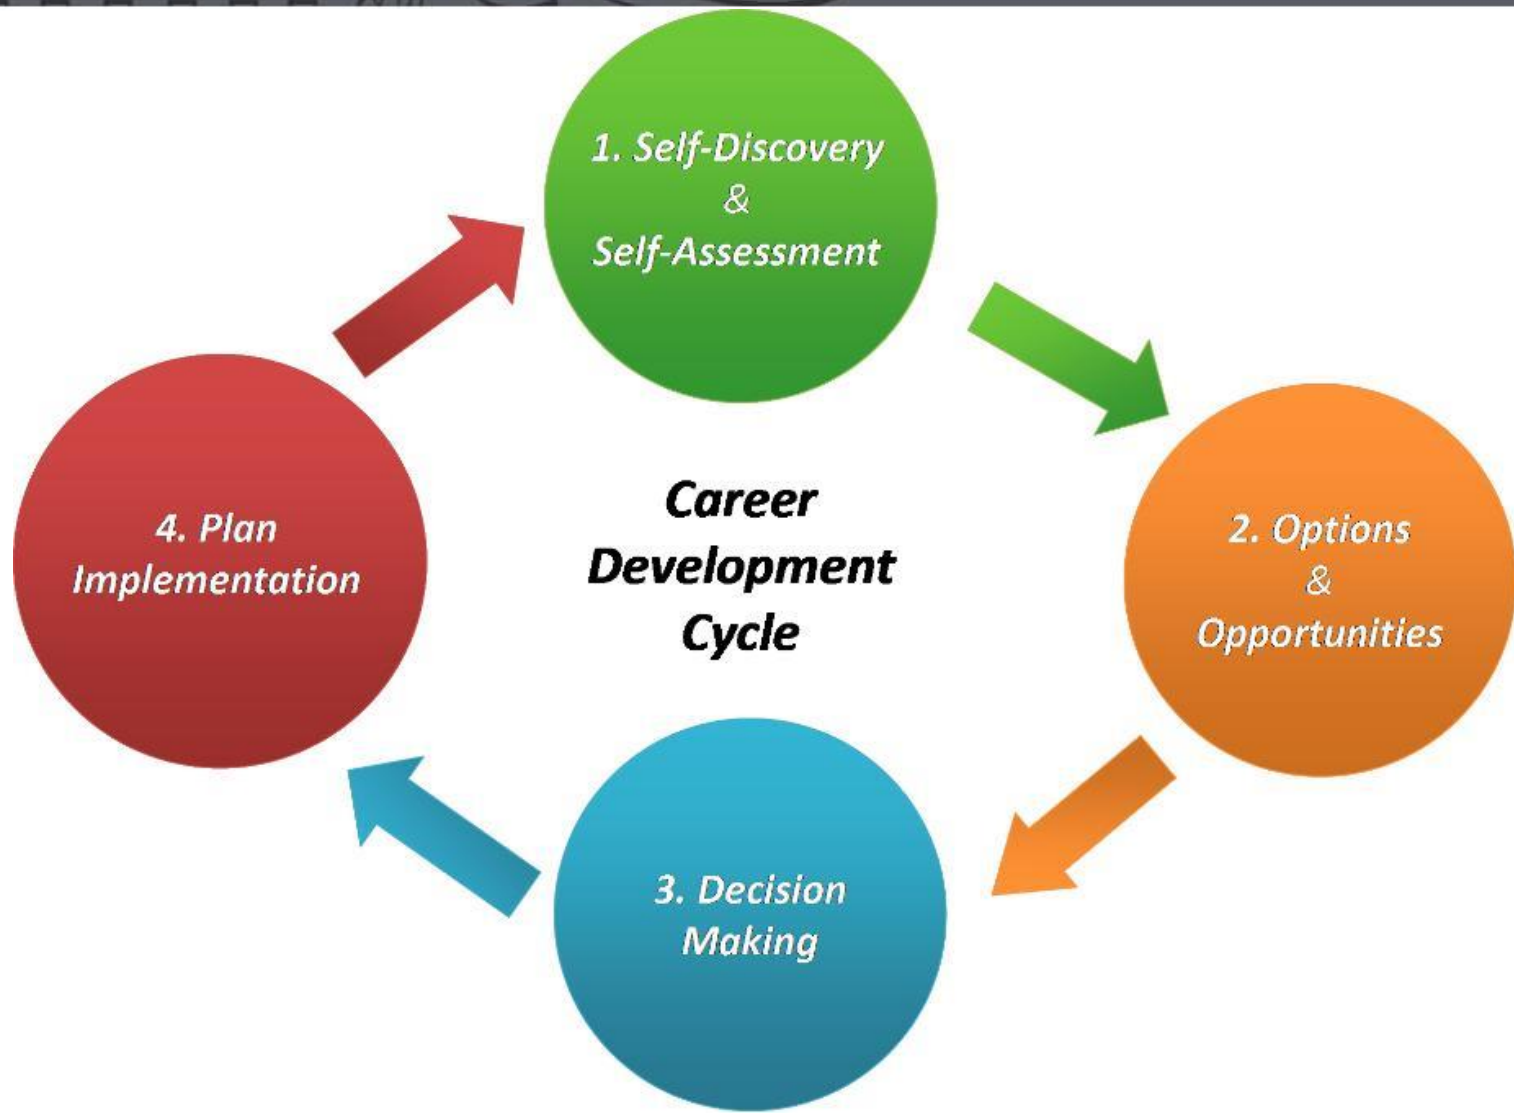 1. Self-Discovery
&
Self-Assessment
Career
Development
Cycle
2. Options
&
Opportunities
3. Decision
Making
4. Plan
Implementation